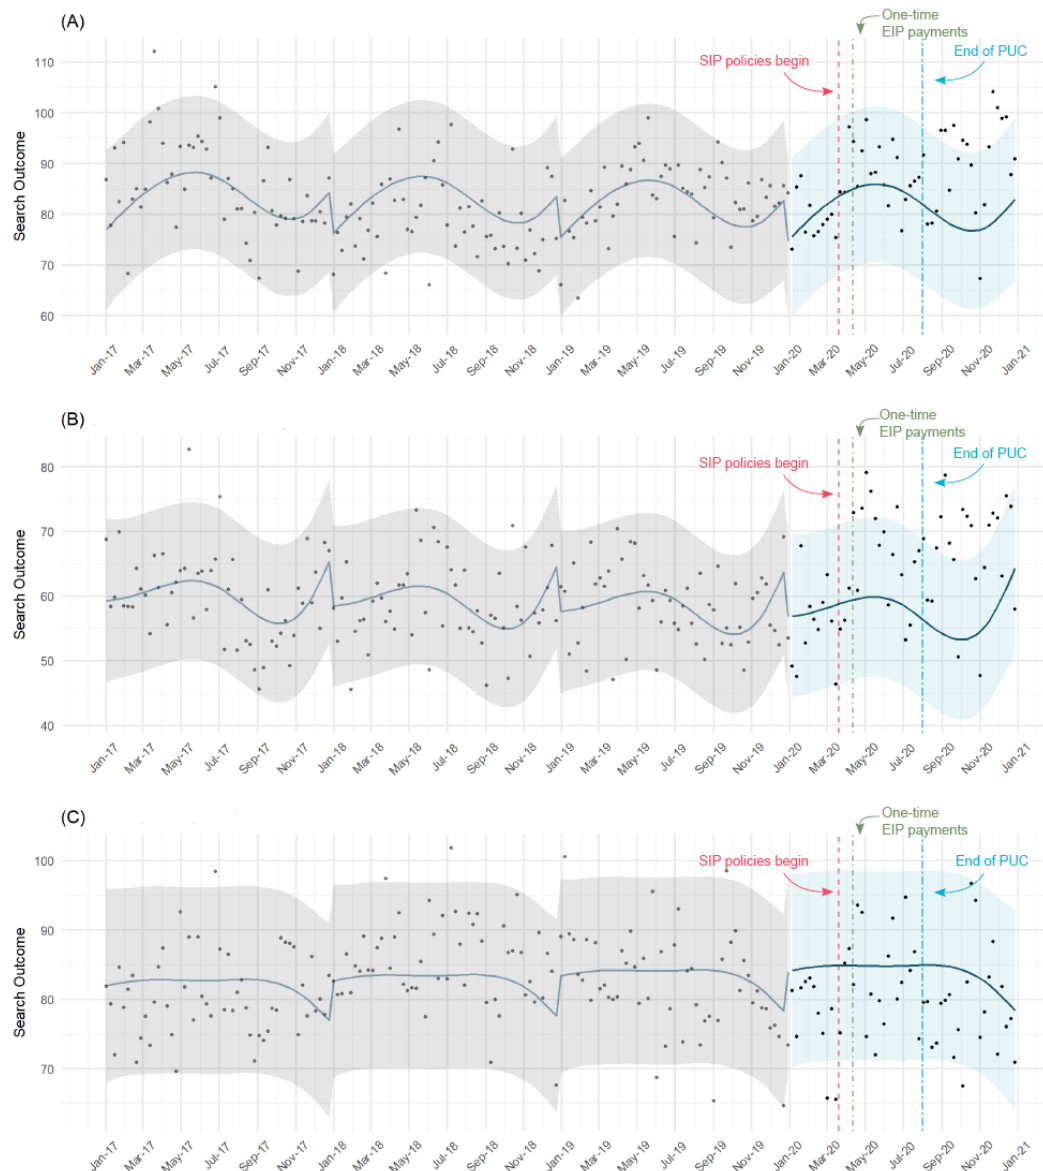 (A)
One-time
EIP payments
SIP policies begin
End of PUC
Search Outcome
110
100
90
80
70
60
Jan-17
Mar-17
May-17
Jul-17
Sep-17
Nov-17
Jan-18
Mar-18
May-18
Jul-18
Sep-18
Nov-18
Jan-19
Mar-19
May-19
Jul-19
Sep-19
Nov-19
Jan-20
Mar-20
May-20
Jul-20
Sep-20
Nov-20
Jan-21
(B)
One-time
EIP payments
SIP policies begin
End of PUC
Search Outcome
80
70
60
50
40
Jan-17
Mar-17
May-17
Jul-17
Sep-17
Nov-17
Jan-18
Mar-18
May-18
Jul-18
Sep-18
Nov-18
Jan-19
Mar-19
May-19
Jul-19
Sep-19
Nov-19
Jan-20
Mar-20
May-20
Jul-20
Sep-20
Nov-20
Jan-21
(C)
One-time
EIP payments
SIP policies begin
End of PUC
Search Outcome
100
90
80
70
Jan-17
Mar-17
May-17
Jul-17
Sep-17
Nov-17
Jan-18
Mar-18
May-18
Jul-18
Sep-18
Nov-18
Jan-19
Mar-19
May-19
Jul-19
Sep-19
Nov-19
Jan-20
Mar-20
May-20
Jul-20
Sep-20
Nov-20
Jan-21